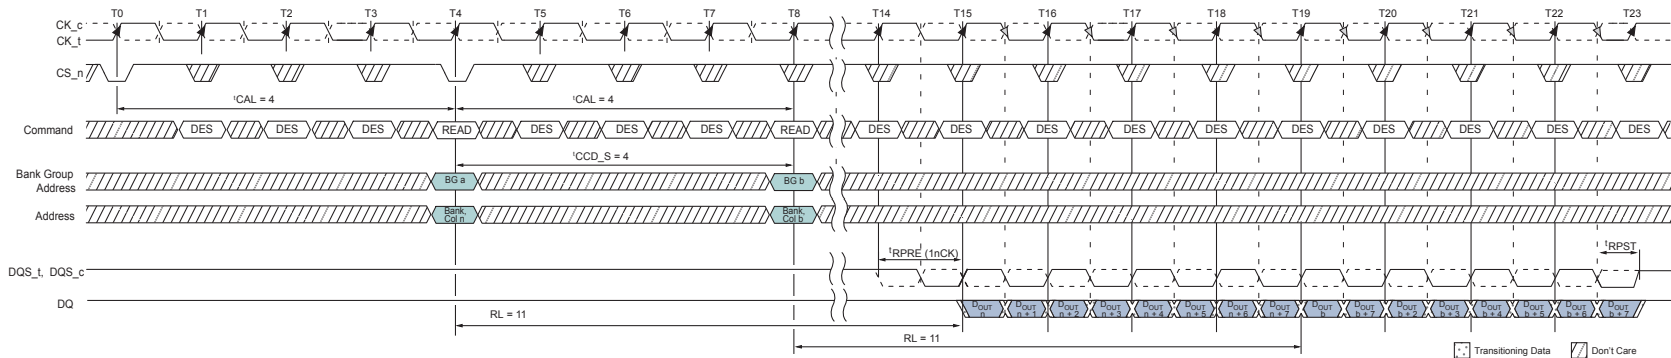 T0 T1 T2 T3 T4 T5 T6 T7 T8 T14 T15 T16 T17 T18 T19 T20 T21 T22 T23
CK_c
CK_t
CS_n
tCAL = 4 tCAL = 4
Command DES DES DES READ DES DES DES READ DES DES DES DES DES DES DES DES DES DES
tCCD_S = 4
Bank Group
Address
BG a BG b
Address
Bank,
Col n
Bank,
Col b
tRPRE (1nCK) tRPST
DQS_t, DQS_c
DQ
DOUT
n
DOUT
n + 1
DOUT
n + 2
DOUT
n + 3
DOUT
n + 4
DOUT
n + 5
DOUT
n + 6
DOUT
n + 7
DOUT
b
DOUT
b + 7
DOUT
b + 2
DOUT
b + 3
DOUT
b + 4
DOUT
b + 5
DOUT
b + 6
DOUT
b + 7
RL = 11
RL = 11
Transitioning Data Don't Care